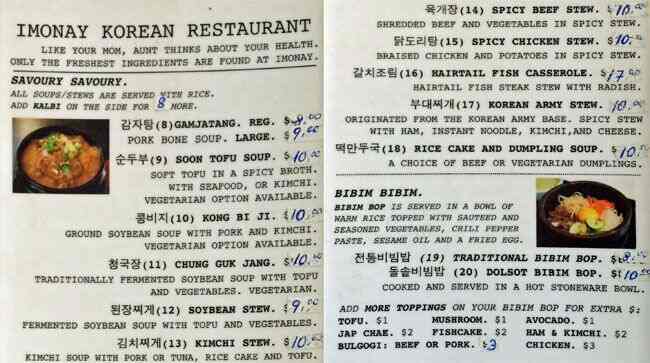 IMONAY KOREAN RESTAURANT
LIKE YOUR MOM, AUNT THINKS ABOUT YOUR HEALTH.
ONLY THE FRESHEST INGREDIENTS ARE FOUND AT IMONAY.
SAVOURY SAVOURY.
ALL SOUPS/STEWS ARE SERVED WITH RICE.
ADD KALBI ON THE SIDE FOR 8 MORE.
감자탕 (8) GAMJATANG. REG. $8.00
PORK BONE SOUP. LARGE. $9.00
순두부 (9) SOON TOFU SOUP. $10.00
SOFT TOFU IN A SPICY BROTH.
WITH SEAFOOD, OR KIMCHI.
VEGETARIAN OPTION AVAILABLE.
콩비지(10) KONG BI JI. $10.00
GROUND SOYBEAN SOUP WITH PORK AND KIMCHI.
VEGETARIAN OPTION AVAILABLE.
청국장(11) CHUNG GUK JANG. $10.00
TRADITIONALLY FERMENTED SOYBEAN SOUP WITH TOFU
AND VEGETABLES. VEGETARIAN.
된장찌게(12) SOYBEAN STEW. $9.00
FERMENTED SOYBEAN SOUP WITH TOFU AND VEGETABLES.
김치찌게(13) KIMCHI STEW. $10.00
KIMCHI SOUP WITH PORK OR TUNA, RICE CAKE AND TOFU.
육개장(14) SPICY BEEF STEW. $10.00
SHREDDED BEEF AND VEGETABLES IN SPICY STEW.
닭도리탕(15) SPICY CHICKEN STEW. $10.00
BRAISED CHICKEN AND POTATOES IN SPICY STEW.
갈치조림(16) HAIRTAIL FISH CASSEROLE. $17.00
HAIRTAIL FISH STEAK STEW WITH RADISH.
부대찌게(17) KOREAN ARMY STEW. $10.00
ORIGINATED FROM THE KOREAN ARMY BASE. SPICY STEW
WITH HAM, INSTANT NOODLE, KIMCHI,AND CHEESE.
떡만두국(18) RICE CAKE AND DUMPLING SOUP. $10.00
A CHOICE OF BEEF OR VEGETARIAN DUMPLINGS.
BIBIM BIBIM.
BIBIM BOP IS SERVED IN A BOWL OF
WARM RICE TOPPED WITH SAUTEED AND
SEASONED VEGETABLES, CHILI PEPPER
PASTE, SESAME OIL AND A FRIED EGG.
전통비빔밥 (19) TRADITIONAL BIBIM BOP. $8.00
돌솥비빔밥 (20) DOLSOT BIBIM BOP. $10.00
COOKED AND SERVED IN A HOT STONEWARE BOWL.
ADD MORE TOPPINGS ON YOUR BIBIM BOP FOR EXTRA $:
TOFU. $1 MUSHROOM. $1 AVOCADO. $1
JAP CHAE. $2 FISHCAKE. $2 HAM & KIMCHI. $2
BULGOGI: BEEF OR PORK. $3 CHICKEN. $3